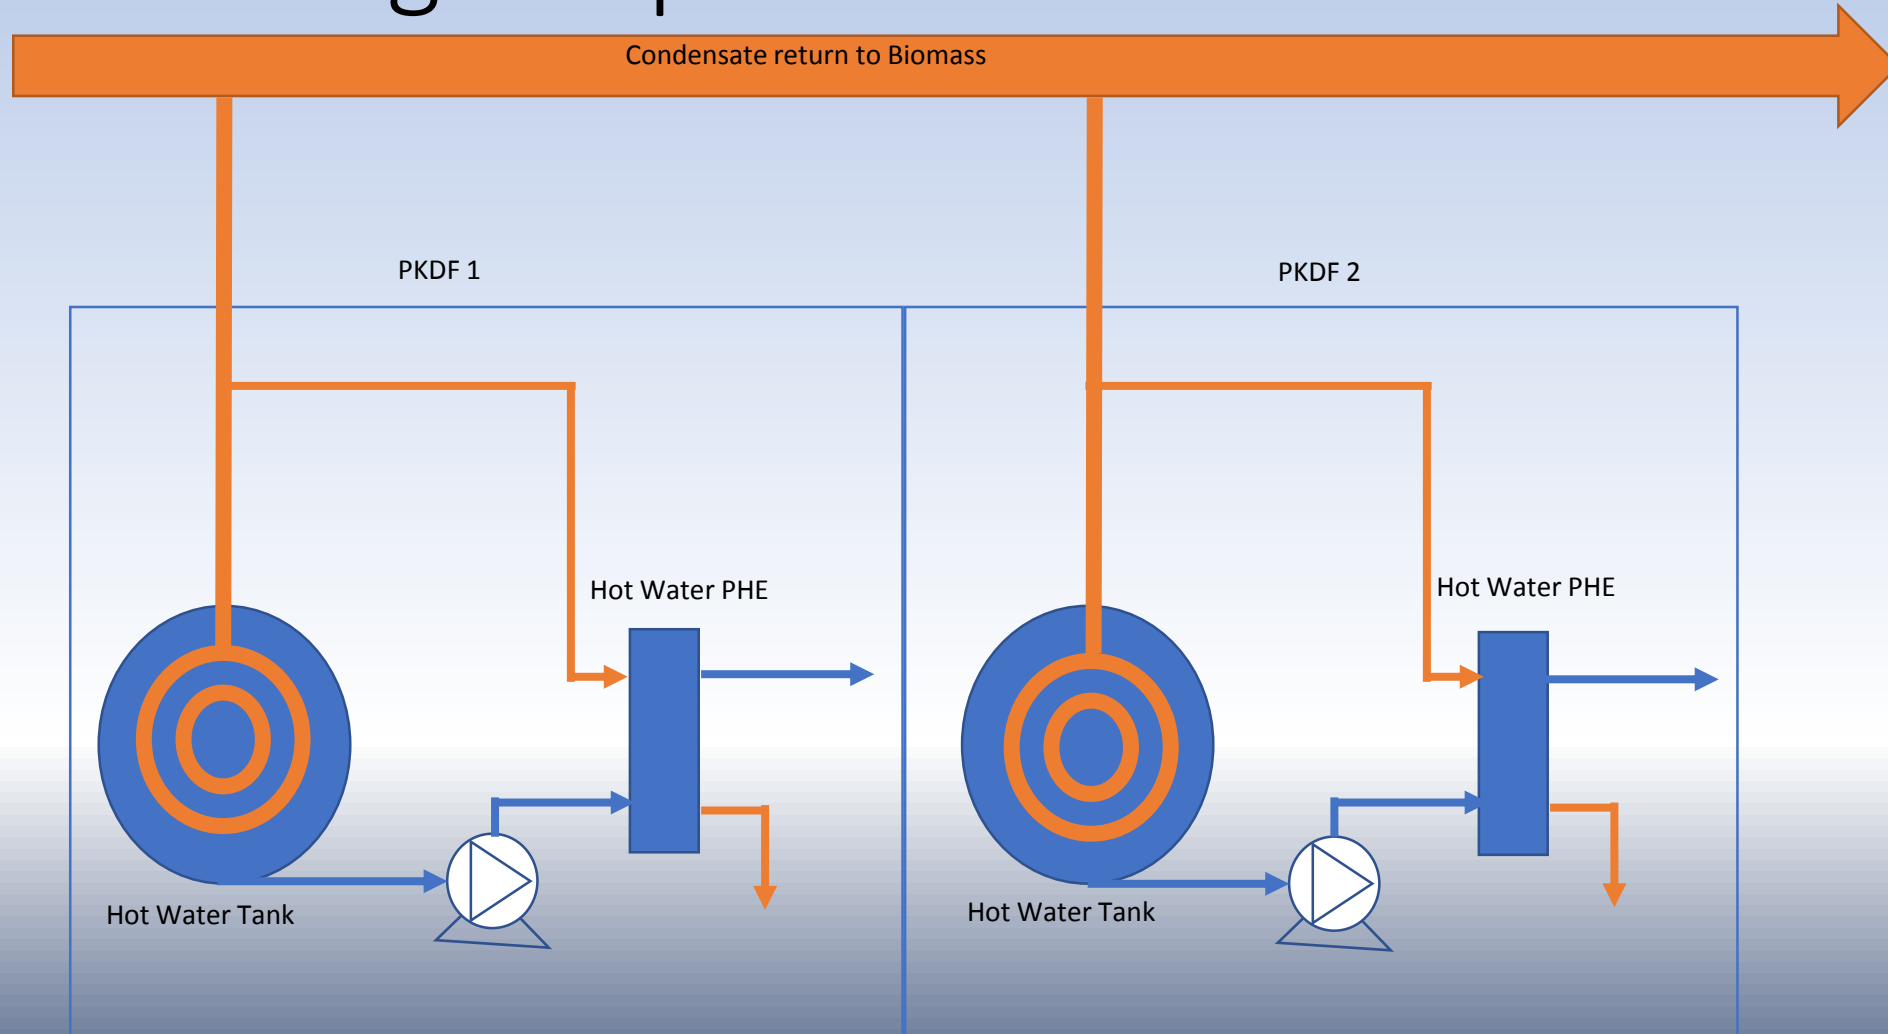 Condensate return to Biomass
PKDF 1
PKDF 2
Hot Water PHE
Hot Water PHE
Hot Water Tank
Hot Water Tank